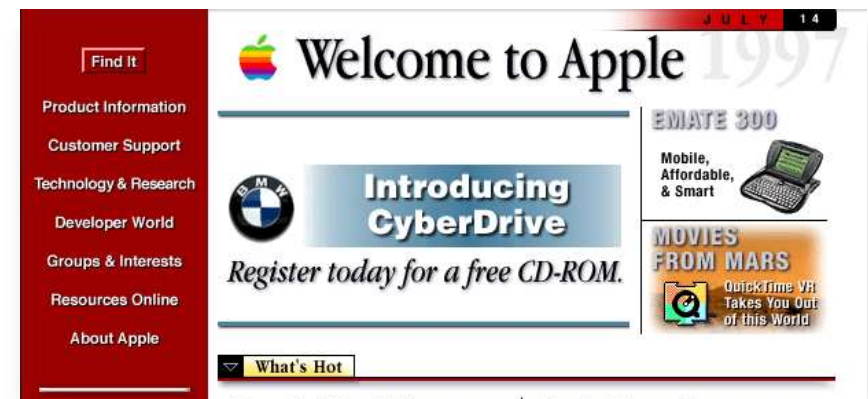 Find It
Product Information
Customer Support
Technology & Research
Developer World
Groups & Interests
Resources Online
About Apple
JULY 14
1997
Welcome to Apple
BMW
Introducing
CyberDrive
Register today for a free CD-ROM.
EMATE 300
Mobile,
Affordable,
& Smart
MOVIES
FROM MARS
QuickTime VR
Takes You Out
of this World
What's Hot